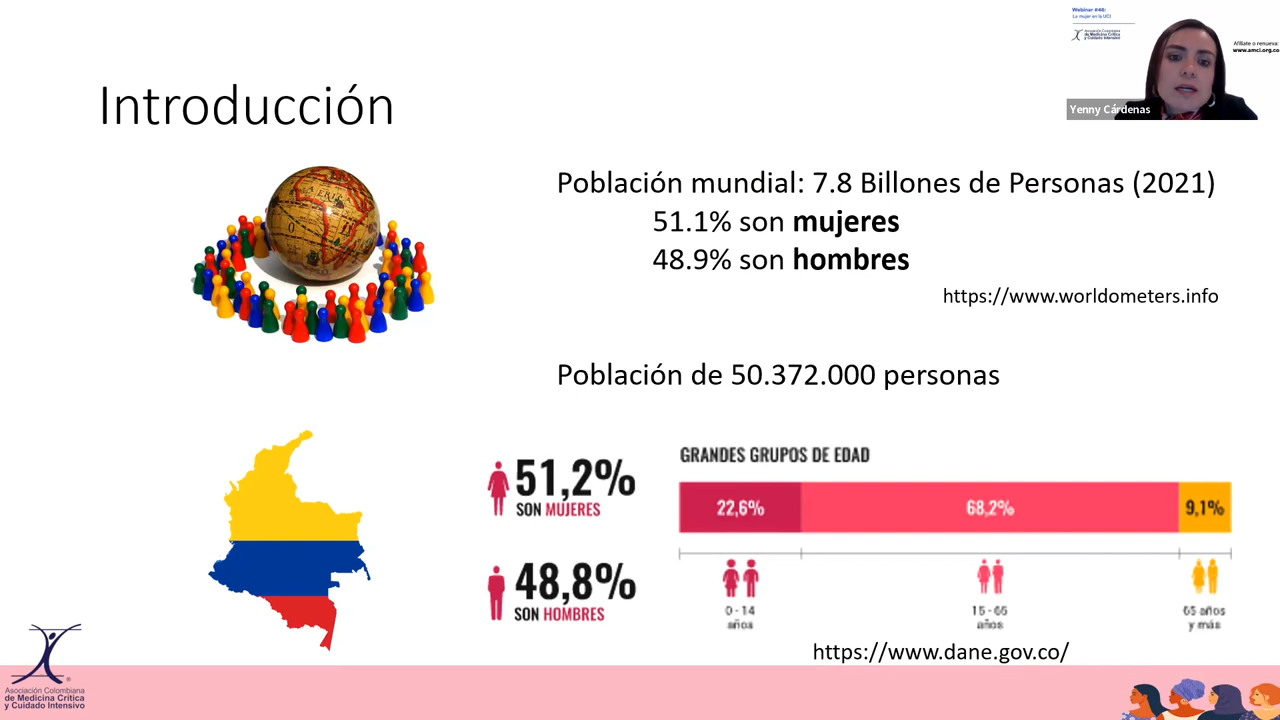 Webinar #48:
La mujer en la UCI
Asociación Colombiana
de Medicina Crítica
y Cuidado Intensivo
Afíliate o renueva:
www.amci.org.co
Yenny Cárdenas
Introducción
Población mundial: 7.8 Billones de Personas (2021)
51.1% son mujeres
48.9% son hombres
https://www.worldometers.info
Población de 50.372.000 personas
51,2%
SON MUJERES
48,8%
SON HOMBRES
GRANDES GRUPOS DE EDAD
22,6%
68,2%
9,1%
0 - 14
años
15 - 65
años
65 años
y más
https://www.dane.gov.co/
Asociación Colombiana
de Medicina Crítica
y Cuidado Intensivo